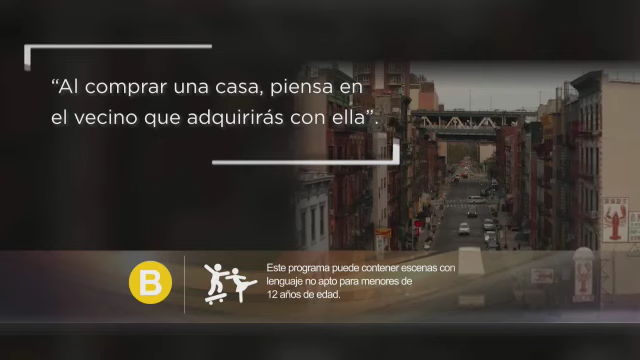 “Al comprar una casa, piensa en
el vecino que adquirirás con ella”.
B
Este programa puede contener escenas con
lenguaje no apto para menores de
12 años de edad.